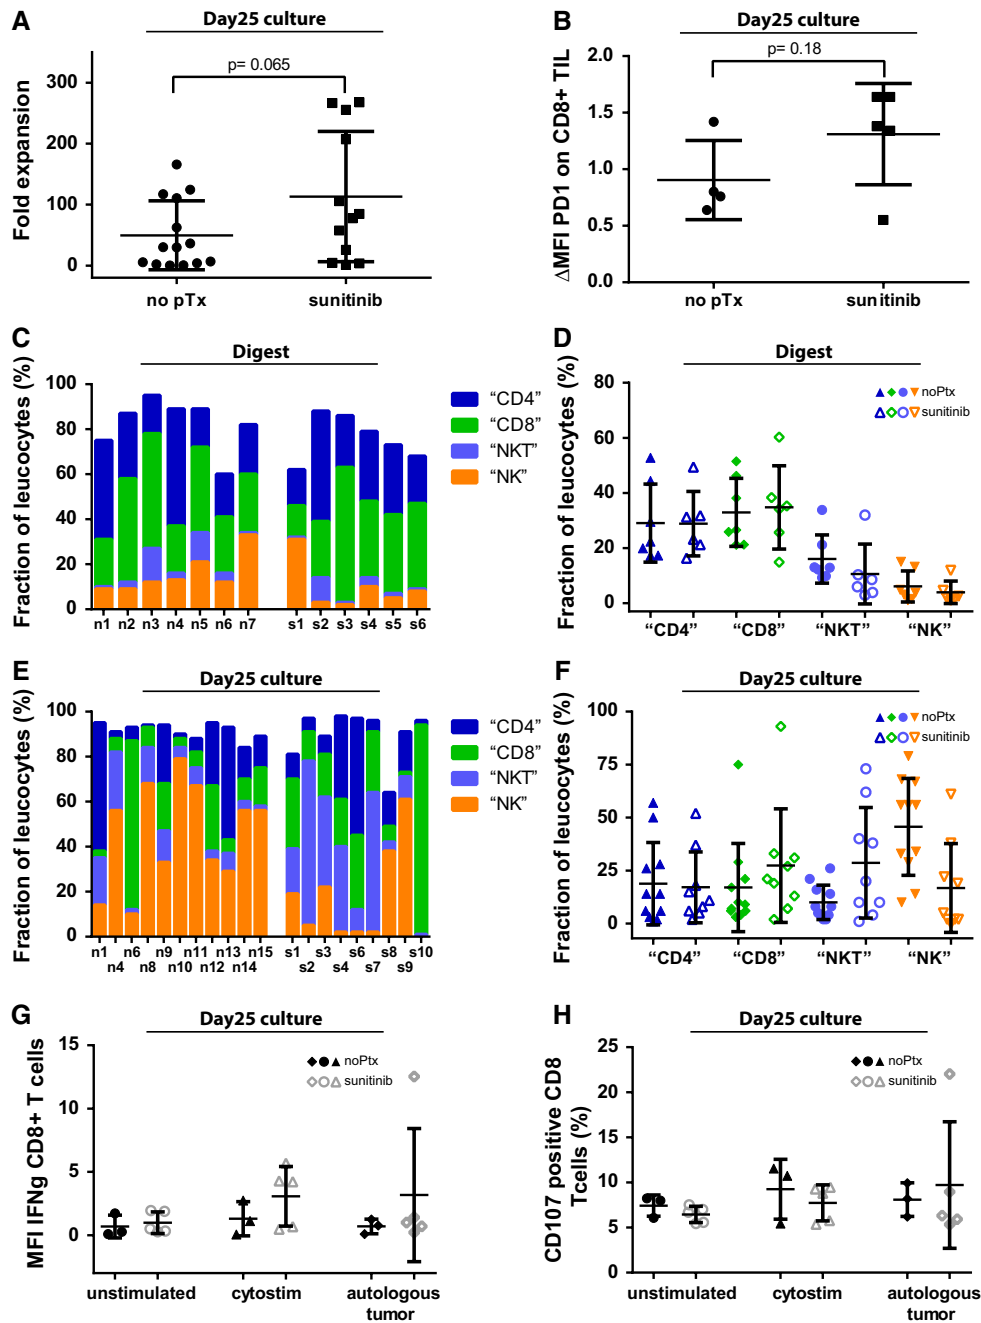 A
Day25 culture
Fold expansion
300
200
100
0
p= 0.065
no pTx
sunitinib
B
Day25 culture
ΔMFI PD1 on CD8+ TIL
2.0
1.5
1.0
0.5
0.0
p= 0.18
no pTx
sunitinib
C
Digest
Fraction of leucocytes (%)
100
80
60
40
20
0
n1 n2 n3 n4 n5 n6 n7 s1 s2 s3 s4 s5 s6
“CD4”
“CD8”
“NKT”
“NK”
D
Digest
Fraction of leucocytes (%)
80
60
40
20
0
noPtx
sunitinib
“CD4” “CD8” “NKT” “NK”
E
Day25 culture
Fraction of leucocytes (%)
100
80
60
40
20
0
n1 n6 n9 n11 n13 n15 s1 s3 s6 s8 s10
n4 n8 n10 n12 n14 s2 s4 s7 s9
“CD4”
“CD8”
“NKT”
“NK”
F
Day25 culture
Fraction of leucocytes (%)
100
75
50
25
0
noPtx
sunitinib
“CD4” “CD8” “NKT” “NK”
G
Day25 culture
MFI IFNg CD8+ T cells
15
10
5
0
noPtx
sunitinib
unstimulated cytostim autologous
tumor
H
Day25 culture
CD107 positive CD8
Tcells (%)
25
20
15
10
5
0
noPtx
sunitinib
unstimulated cytostim autologous
tumor